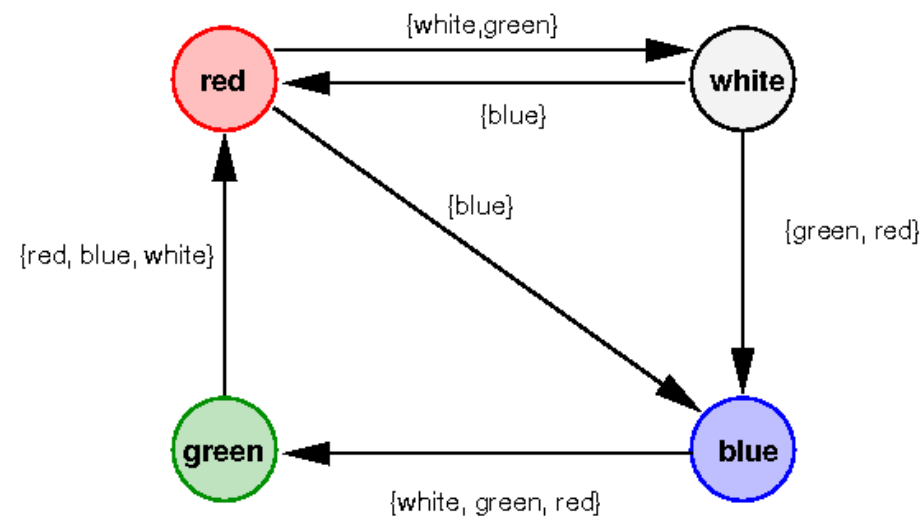 {white,green}
red
white
{blue}
{blue}
{green, red}
{red, blue, white}
green
blue
{white, green, red}